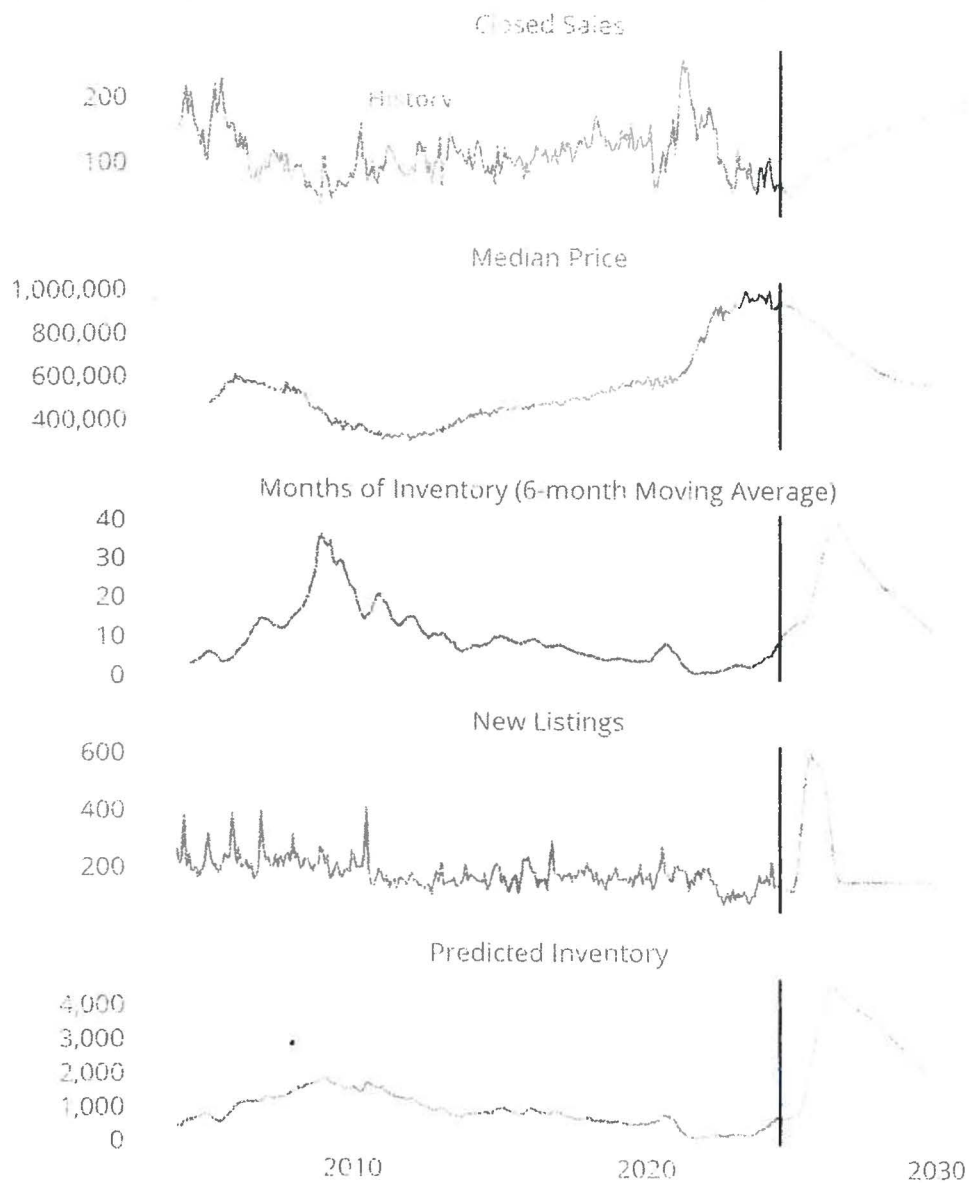 Closed Sales
200
History
100
Median Price
1,000,000
800,000
600,000
400,000
Months of Inventory (6-month Moving Average)
40
30
20
10
0
New Listings
600
400
200
Predicted Inventory
4,000
3,000
2,000
1,000
0
2010 2020 2030